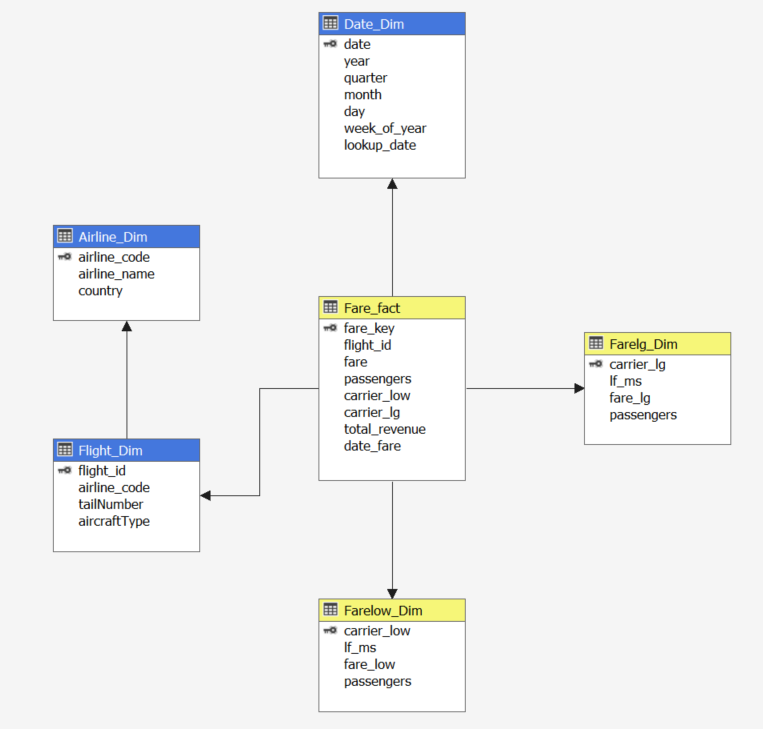 Date_Dim
date
year
quarter
month
day
week_of_year
lookup_date
Airline_Dim
airline_code
airline_name
country
Fare_fact
fare_key
flight_id
fare
passengers
carrier_low
carrier_lg
total_revenue
date_fare
Farelg_Dim
carrier_lg
lf_ms
fare_lg
passengers
Flight_Dim
flight_id
airline_code
tailNumber
aircraftType
Farelow_Dim
carrier_low
lf_ms
fare_low
passengers